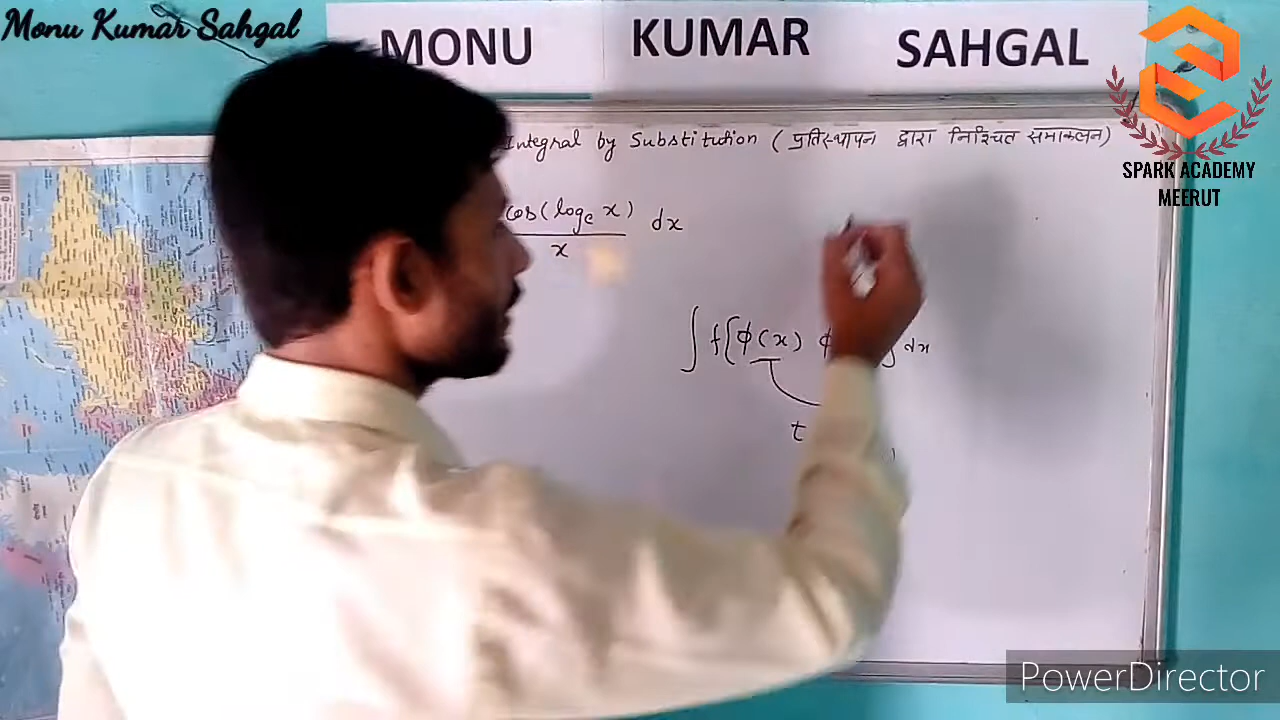 Monu Kumar Sahgal
MONU KUMAR SAHGAL
SPARK ACADEMY
MEERUT
Integral by Substitution ( प्रतिस्थापन द्वारा निश्चित समाकलन)
cos(logₑ x) dx
x
∫ f[ϕ(x) ϕ dx
t
PowerDirector